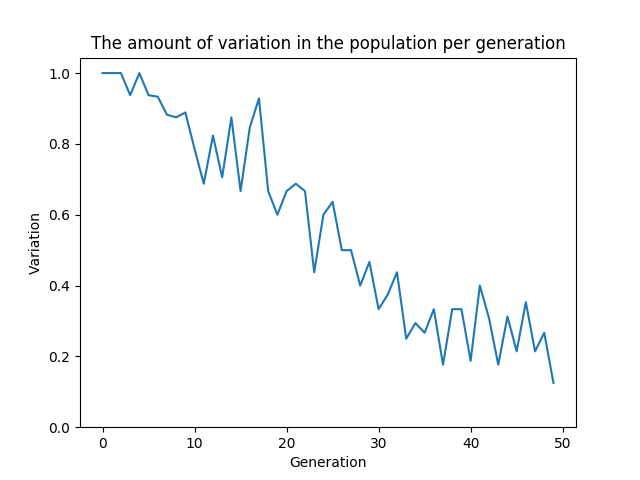 The amount of variation in the population per generation
1.0
0.8
0.6
0.4
0.2
0.0
Variation
0 10 20 30 40 50
Generation